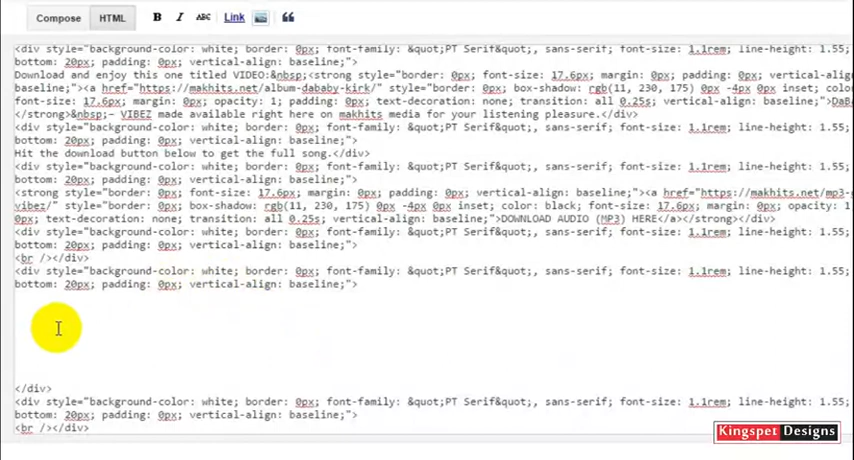 Compose HTML B I ABC Link
<div style="background-color: white; border: 0px; font-family: &quot;PT Serif&quot;, sans-serif; font-size: 1.1rem; line-height: 1.55;
bottom: 20px; padding: 0px; vertical-align: baseline;">
Download and enjoy this one titled VIDEO:&nbsp;<strong style="border: 0px; font-size: 17.6px; margin: 0px; padding: 0px; vertical-align:
baseline;"><a href="https://makhits.net/album-dababy-kirk/" style="border: 0px; box-shadow: rgb(11, 230, 175) 0px -4px 0px inset; colo
font-size: 17.6px; margin: 0px; opacity: 1; padding: 0px; text-decoration: none; transition: all 0.25s; vertical-align: baseline;">DaBa
</strong>&nbsp;– VIBEZ made available right here on makhits media for your listening pleasure.</div>
<div style="background-color: white; border: 0px; font-family: &quot;PT Serif&quot;, sans-serif; font-size: 1.1rem; line-height: 1.55;
bottom: 20px; padding: 0px; vertical-align: baseline;">
Hit the download button below to get the full song.</div>
<div style="background-color: white; border: 0px; font-family: &quot;PT Serif&quot;, sans-serif; font-size: 1.1rem; line-height: 1.55;
bottom: 20px; padding: 0px; vertical-align: baseline;">
<strong style="border: 0px; font-size: 17.6px; margin: 0px; padding: 0px; vertical-align: baseline;"><a href="https://makhits.net/mp3-
vibez/" style="border: 0px; box-shadow: rgb(11, 230, 175) 0px -4px 0px inset; color: black; font-size: 17.6px; margin: 0px; opacity: 1
0px; text-decoration: none; transition: all 0.25s; vertical-align: baseline;">DOWNLOAD AUDIO (MP3) HERE</a></strong></div>
<div style="background-color: white; border: 0px; font-family: &quot;PT Serif&quot;, sans-serif; font-size: 1.1rem; line-height: 1.55;
bottom: 20px; padding: 0px; vertical-align: baseline;">
<br /></div>
<div style="background-color: white; border: 0px; font-family: &quot;PT Serif&quot;, sans-serif; font-size: 1.1rem; line-height: 1.55;
bottom: 20px; padding: 0px; vertical-align: baseline;">
</div>
<div style="background-color: white; border: 0px; font-family: &quot;PT Serif&quot;, sans-serif; font-size: 1.1rem; line-height: 1.55;
bottom: 20px; padding: 0px; vertical-align: baseline;">
<br /></div>
Kingspet Designs